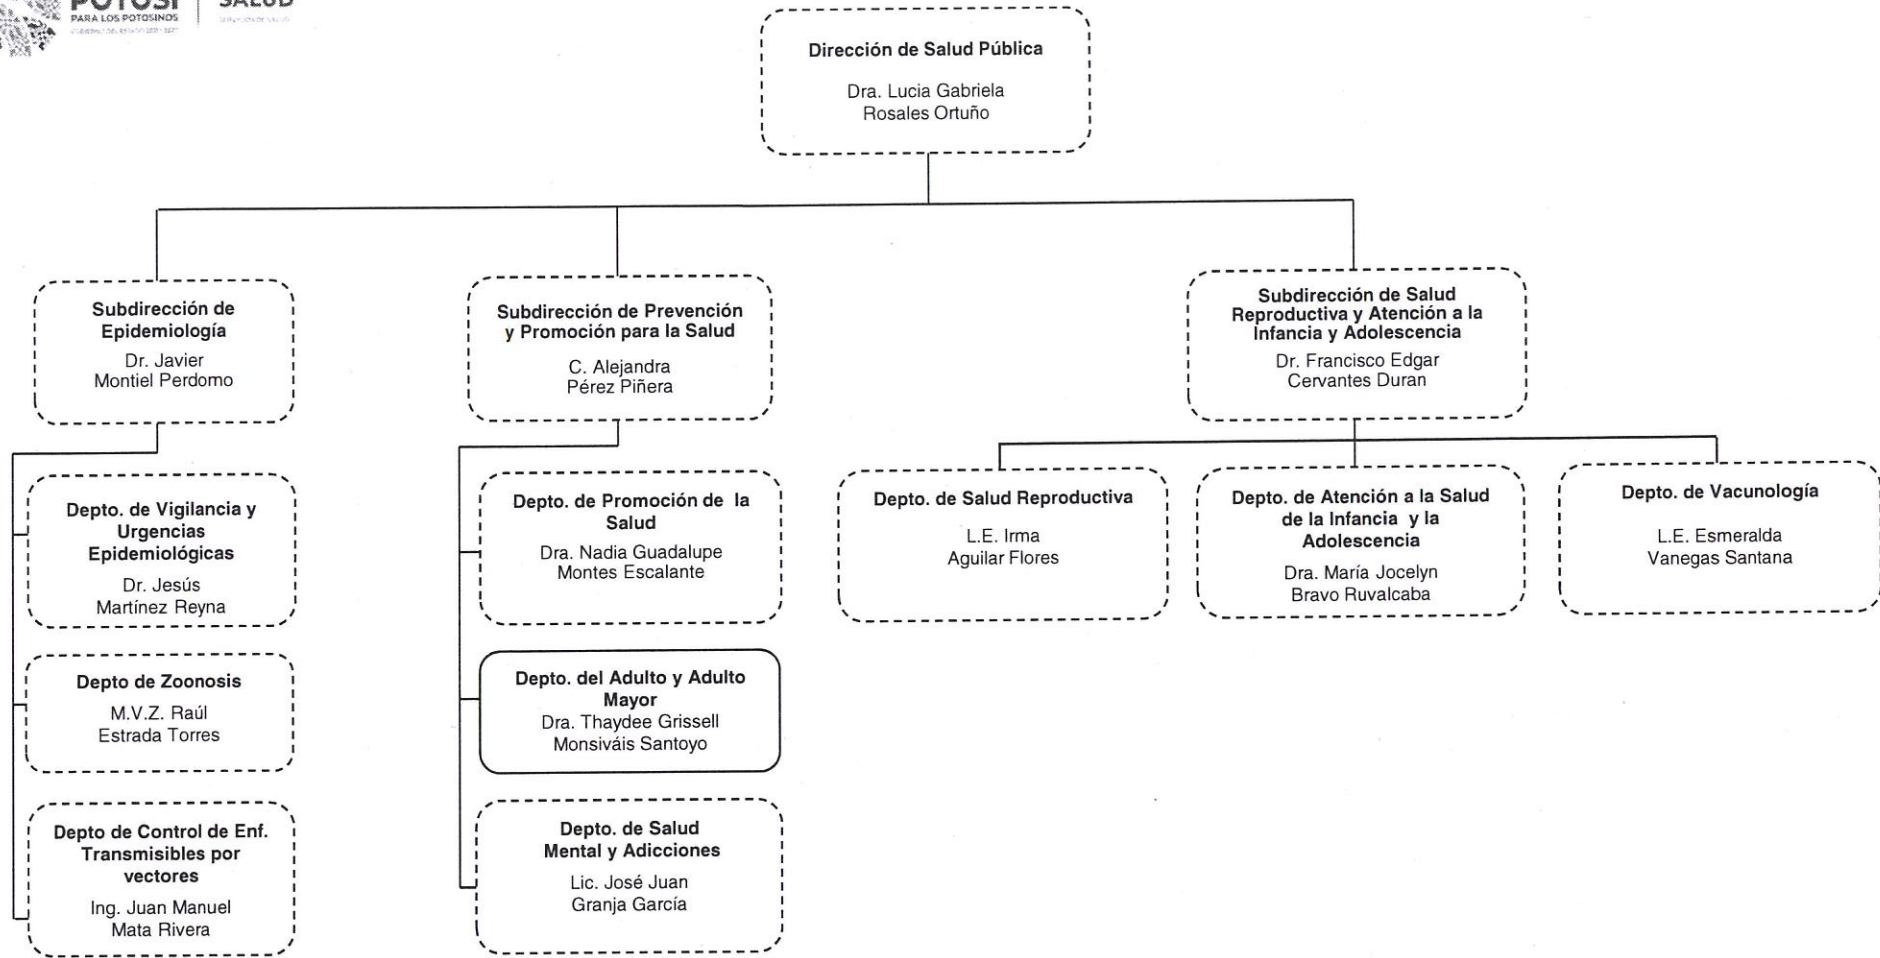 POTOSÍ
PARA LOS POTOSINOS
SALUD
Dirección de Salud Pública
Dra. Lucia Gabriela
Rosales Ortuño
Subdirección de
Epidemiología
Dr. Javier
Montiel Perdomo
Subdirección de Prevención
y Promoción para la Salud
C. Alejandra
Pérez Piñera
Subdirección de Salud
Reproductiva y Atención a la
Infancia y Adolescencia
Dr. Francisco Edgar
Cervantes Duran
Depto. de Vigilancia y
Urgencias
Epidemiológicas
Dr. Jesús
Martínez Reyna
Depto de Zoonosis
M.V.Z. Raúl
Estrada Torres
Depto de Control de Enf.
Transmisibles por
vectores
Ing. Juan Manuel
Mata Rivera
Depto. de Promoción de la
Salud
Dra. Nadia Guadalupe
Montes Escalante
Depto. del Adulto y Adulto
Mayor
Dra. Thaydee Grissell
Monsiváis Santoyo
Depto. de Salud
Mental y Adicciones
Lic. José Juan
Granja García
Depto. de Salud Reproductiva
L.E. Irma
Aguilar Flores
Depto. de Atención a la Salud
de la Infancia y la
Adolescencia
Dra. María Jocelyn
Bravo Ruvalcaba
Depto. de Vacunología
L.E. Esmeralda
Vanegas Santana